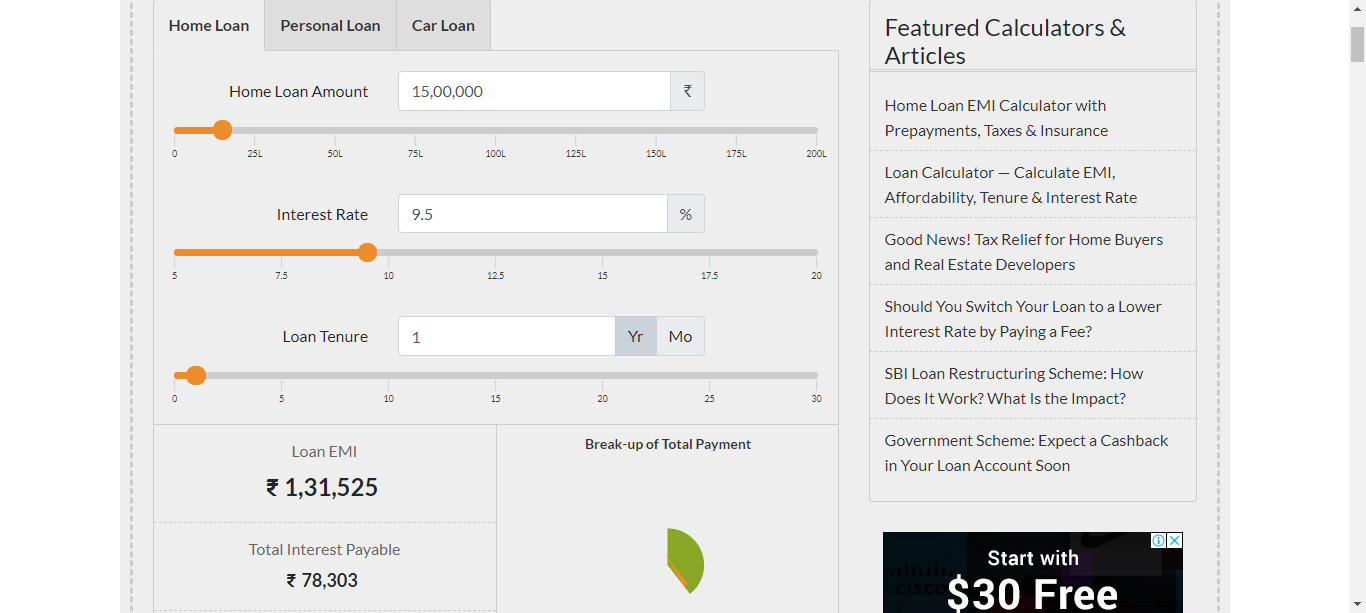 Home Loan
Personal Loan
Car Loan
Home Loan Amount
15,00,000
₹
0
25L
50L
75L
100L
125L
150L
175L
200L
Interest Rate
9.5
%
5
7.5
10
12.5
15
17.5
20
Loan Tenure
1
Yr
Mo
0
5
10
15
20
25
30
Loan EMI
₹ 1,31,525
Total Interest Payable
₹ 78,303
Break-up of Total Payment
Featured Calculators &
Articles
Home Loan EMI Calculator with
Prepayments, Taxes & Insurance
Loan Calculator — Calculate EMI,
Affordability, Tenure & Interest Rate
Good News! Tax Relief for Home Buyers
and Real Estate Developers
Should You Switch Your Loan to a Lower
Interest Rate by Paying a Fee?
SBI Loan Restructuring Scheme: How
Does It Work? What Is the Impact?
Government Scheme: Expect a Cashback
in Your Loan Account Soon
Start with
CISCO
$30 Free